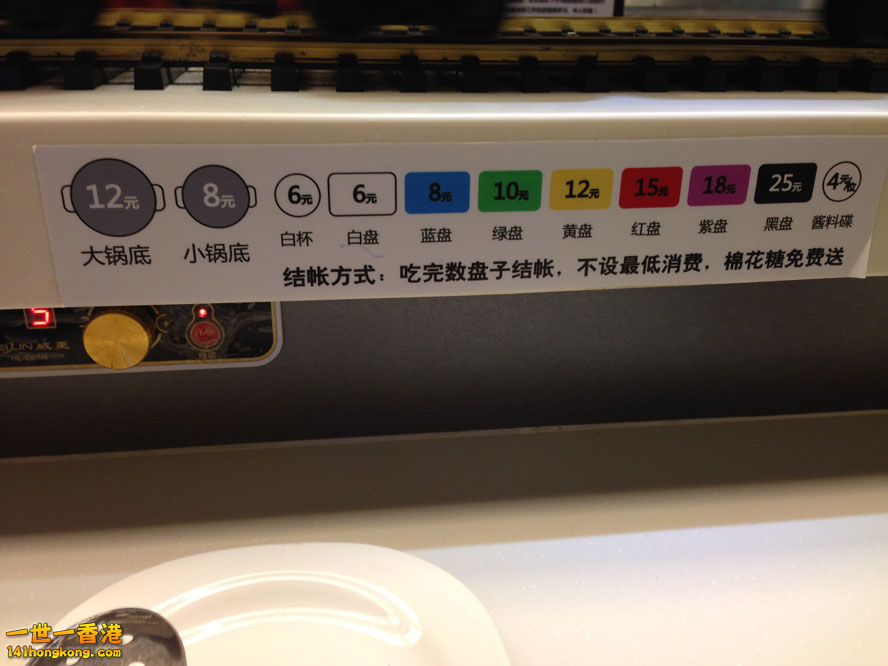 12元 8元 6元 6元 8元 10元 12元 15元 18元 25元 4元/位
大锅底 小锅底 白杯 白盘 蓝盘 绿盘 黄盘 红盘 紫盘 黑盘 酱料碟
结帐方式：吃完数盘子结帐，不设最低消费，棉花糖免费送
5
威美
一世一香港
141hongkong.com